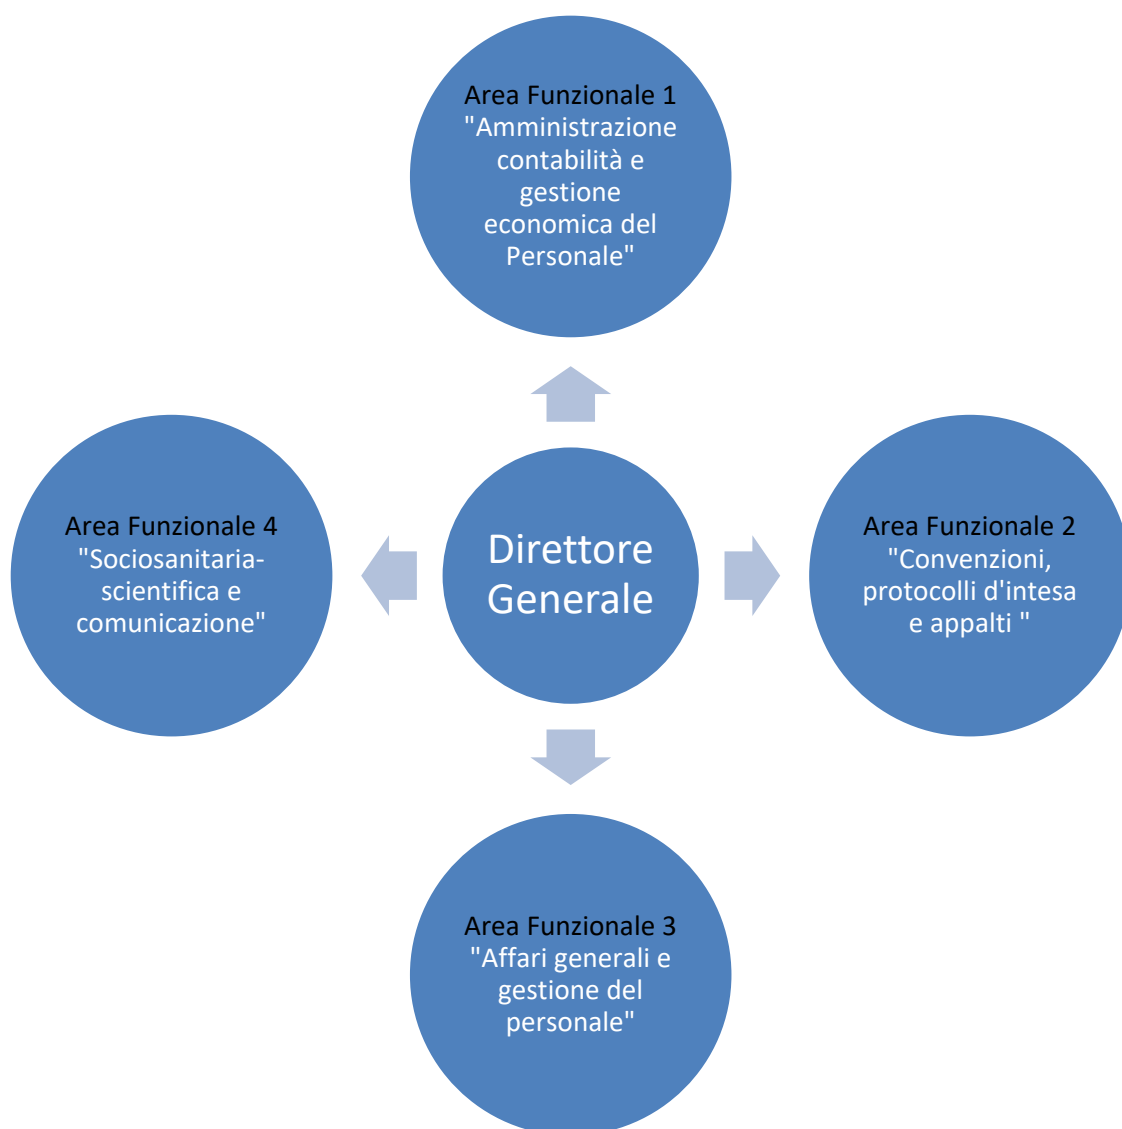 Area Funzionale 1
"Amministrazione
contabilità e
gestione
economica del
Personale"
Area Funzionale 4
"Sociosanitaria-
scientifica e
comunicazione"
Direttore
Generale
Area Funzionale 2
"Convenzioni,
protocolli d'intesa
e appalti "
Area Funzionale 3
"Affari generali e
gestione del
personale"